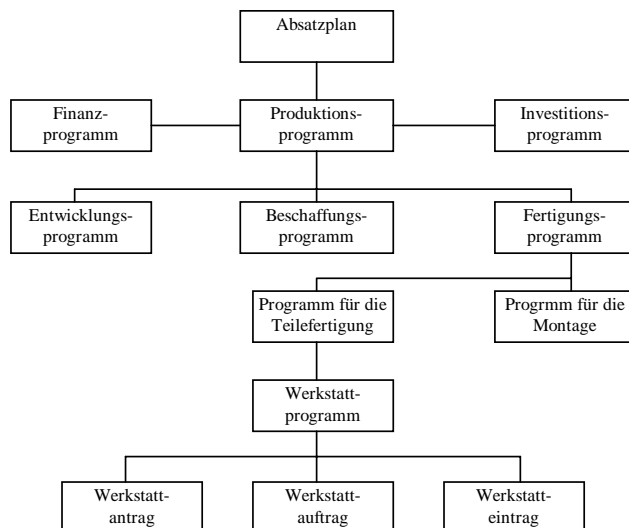 Absatzplan
Finanz-
programm
Produktions-
programm
Investitions-
programm
Entwicklungs-
programm
Beschaffungs-
programm
Fertigungs-
programm
Programm für die
Teilefertigung
Progrmm für die
Montage
Werkstatt-
programm
Werkstatt-
antrag
Werkstatt-
auftrag
Werkstatt-
eintrag